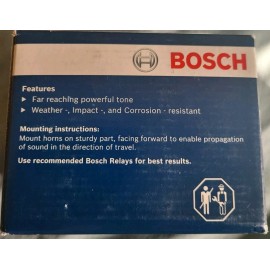 BOSCH
Features
Far reaching powerful tone
Weather -, Impact -, and Corrosion - resistant
Mounting instructions:
Mount horns on sturdy part, facing forward to enable propagation
of sound in the direction of travel.
Use recommended Bosch Relays for best results.